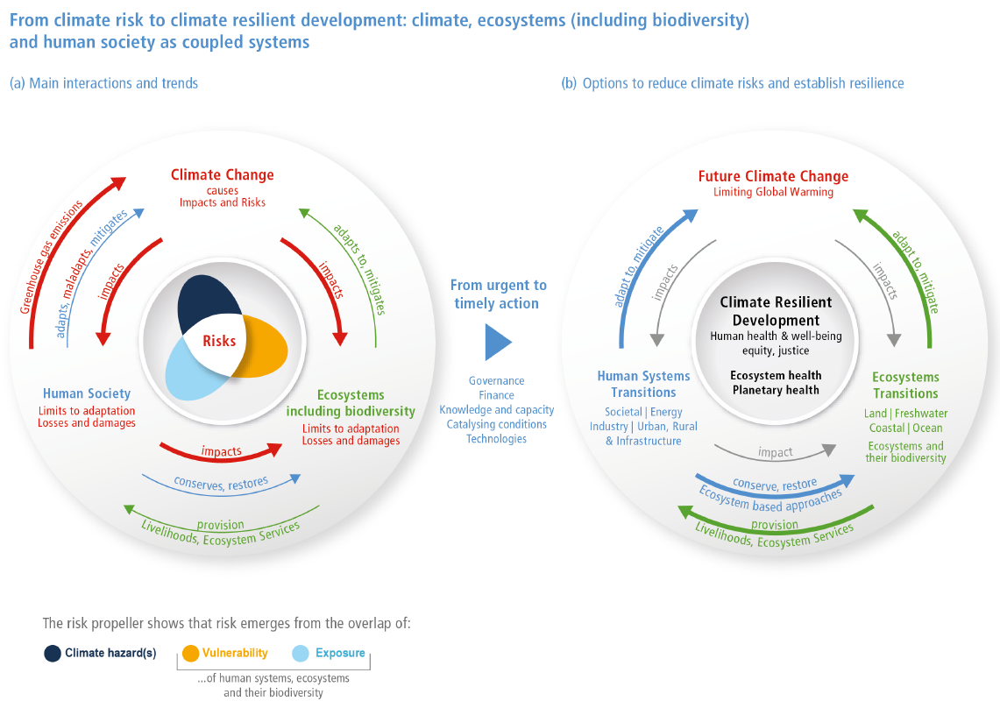 From climate risk to climate resilient development: climate, ecosystems (including biodiversity)
and human society as coupled systems
(a) Main interactions and trends
Climate Change
causes
Impacts and Risks
Greenhouse gas emissions
adapts, maladapts, mitigates
impacts
impacts
adapts to, mitigates
Risks
Human Society
Limits to adaptation
Losses and damages
Ecosystems
including biodiversity
Limits to adaptation
Losses and damages
impacts
conserves, restores
provision
Livelihoods, Ecosystem Services
From urgent to
timely action
Governance
Finance
Knowledge and capacity
Catalysing conditions
Technologies
(b) Options to reduce climate risks and establish resilience
Future Climate Change
Limiting Global Warming
adapt to, mitigate
impacts
impacts
adapt to, mitigate
Climate Resilient
Development
Human health & well-being
equity, justice
Ecosystem health
Planetary health
Human Systems
Transitions
Societal | Energy
Industry | Urban, Rural
& Infrastructure
Ecosystems
Transitions
Land | Freshwater
Coastal | Ocean
Ecosystems and
their biodiversity
impact
conserve, restore
Ecosystem based approaches
provision
Livelihoods, Ecosystem Services
The risk propeller shows that risk emerges from the overlap of:
Climate hazard(s)
Vulnerability
Exposure
...of human systems, ecosystems
and their biodiversity